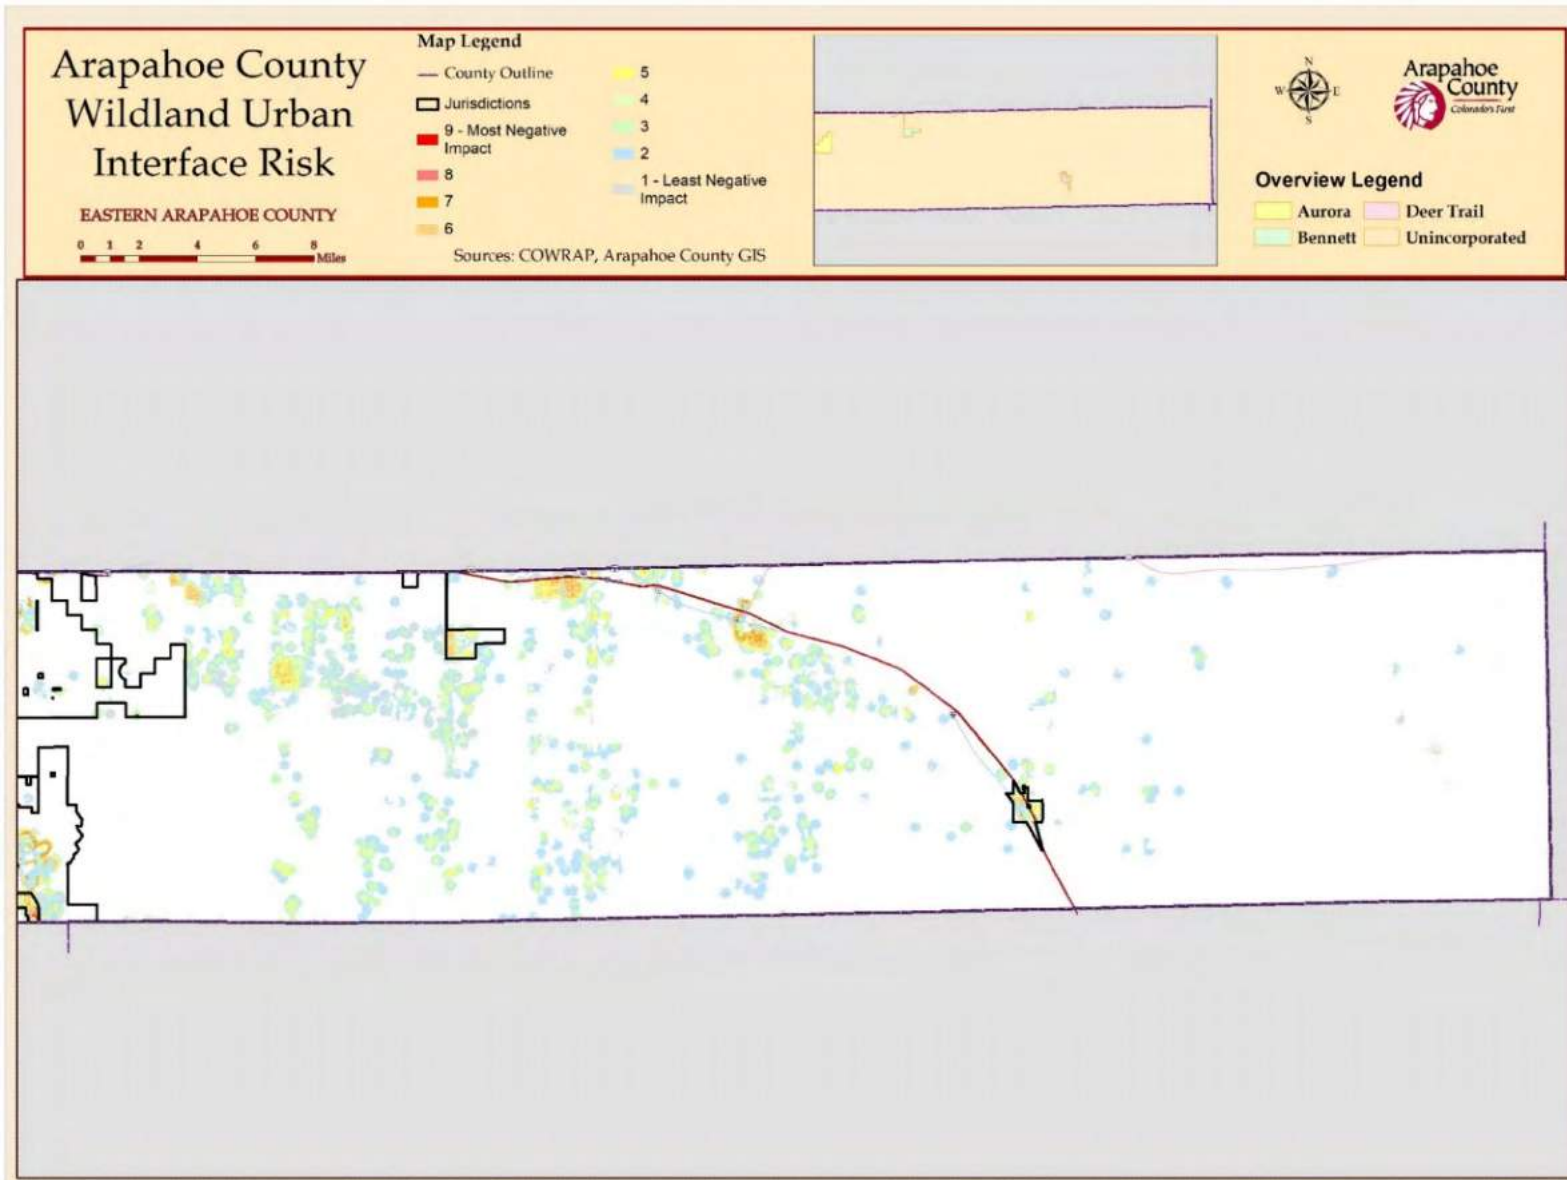 Arapahoe County
Wildland Urban
Interface Risk
EASTERN ARAPAHOE COUNTY
0 1 2 4 6 8
Miles
Map Legend
County Outline
Jurisdictions
9 - Most Negative
Impact
8
7
6
5
4
3
2
1 - Least Negative
Impact
Sources: COWRAP, Arapahoe County GIS
N
W E
S
Arapahoe
County
Colorado's First
Overview Legend
Aurora
Deer Trail
Bennett
Unincorporated